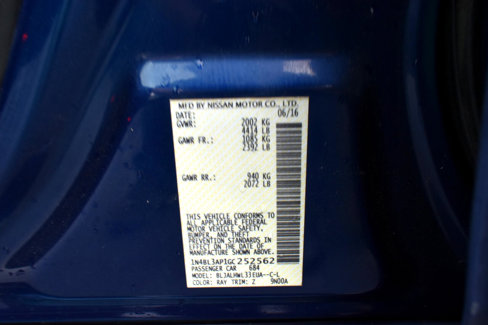 MFD BY NISSAN MOTOR CO., LTD.
DATE: 06/16
GVWR: 2002 KG
4414 LB
GAWR FR.: 1085 KG
2392 LB
GAWR RR.: 940 KG
2072 LB
THIS VEHICLE CONFORMS TO
ALL APPLICABLE FEDERAL
MOTOR VEHICLE SAFETY,
BUMPER, AND THEFT
PREVENTION STANDARDS IN
EFFECT ON THE DATE OF
MANUFACTURE SHOWN ABOVE.
1N4BL3AP1GC252562
PASSENGER CAR 684
MODEL: BL3ALHWL33EUA--C-L
COLOR: RAY TRIM: Z 9N00A